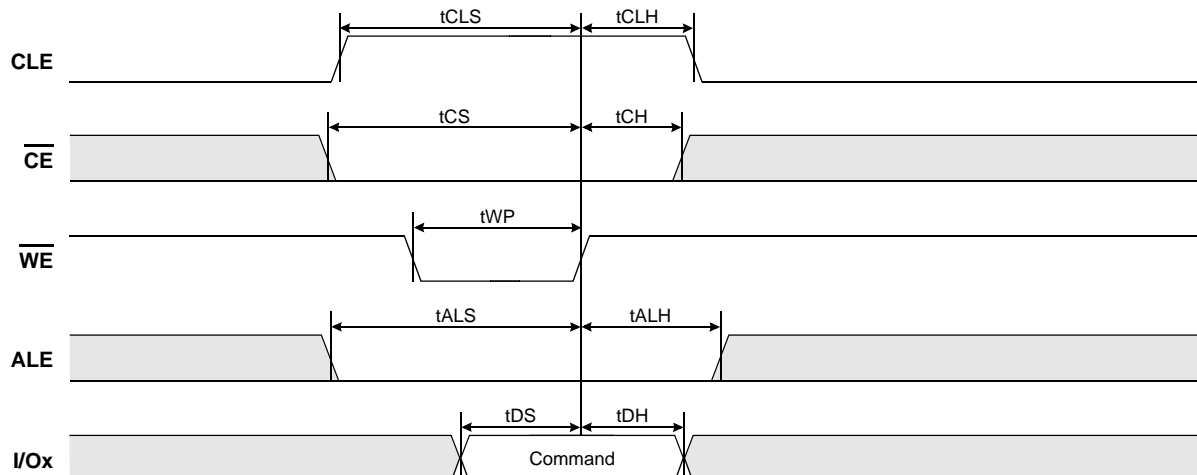 tCLS tCLH
CLE
tCS tCH
CE
tWP
WE
tALS tALH
ALE
tDS tDH
I/Ox Command